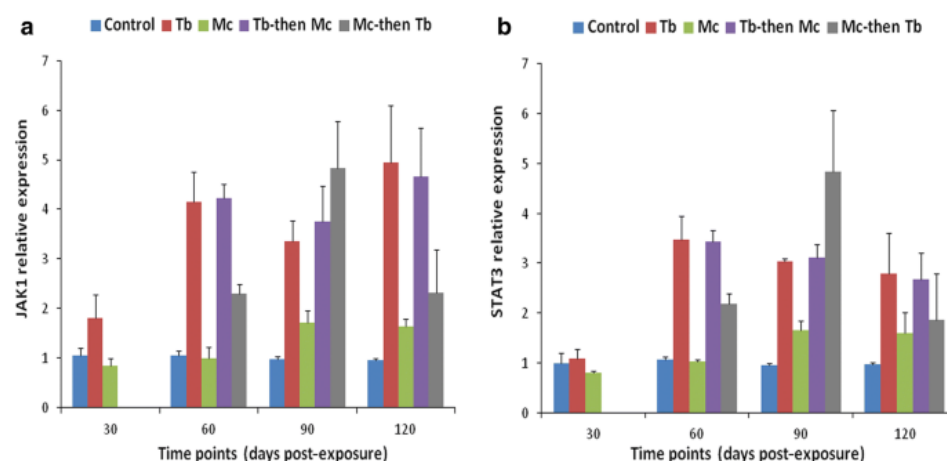 a
Control Tb Mc Tb-then Mc Mc-then Tb
7
6
5
4
3
2
1
0
JAK1 relative expression
30 60 90 120
Time points (days post-exposure)
b
Control Tb Mc Tb-then Mc Mc-then Tb
7
6
5
4
3
2
1
0
STAT3 relative expression
30 60 90 120
Time points (days post-exposure)